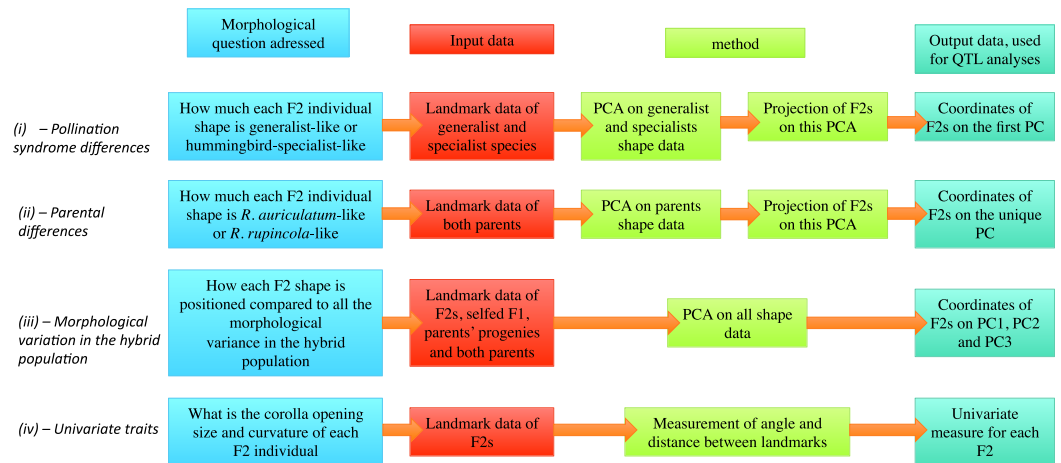 Morphological
question adressed
Input data
method
Output data, used
for QTL analyses
(i) – Pollination
syndrome differences
How much each F2 individual
shape is generalist-like or
hummingbird-specialist-like
Landmark data of
generalist and
specialist species
PCA on generalist
and specialists
shape data
Projection of F2s
on this PCA
Coordinates of
F2s on the first PC
(ii) – Parental
differences
How much each F2 individual
shape is R. auriculatum-like
or R. rupincola-like
Landmark data of
both parents
PCA on parents
shape data
Projection of F2s
on this PCA
Coordinates of
F2s on the unique
PC
(iii) – Morphological
variation in the hybrid
population
How each F2 shape is
positioned compared to all the
morphological
variance in the hybrid
population
Landmark data of
F2s, selfed F1,
parents’ progenies
and both parents
PCA on all shape
data
Coordinates of
F2s on PC1, PC2
and PC3
(iv) – Univariate traits
What is the corolla opening
size and curvature of each
F2 individual
Landmark data of
F2s
Measurement of angle and
distance between landmarks
Univariate
measure for each
F2